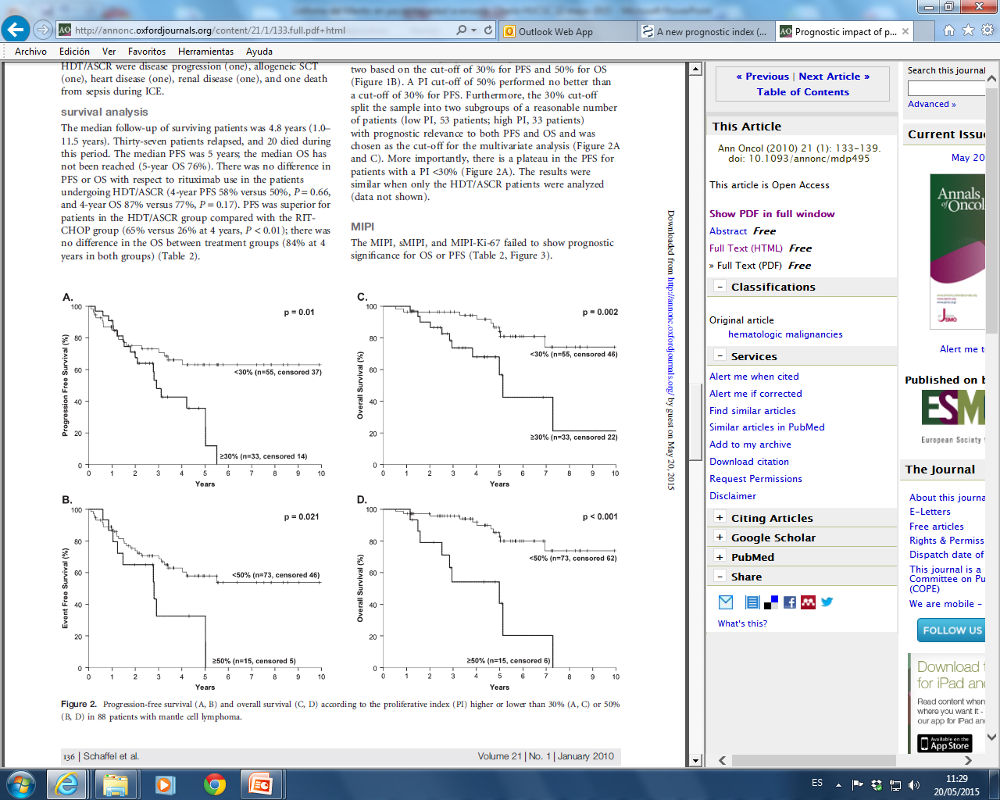 http://annonc.oxfordjournals.org/content/21/1/133.full.pdf+html
Outlook Web App
A new prognostic index (...
Prognostic impact of p...
Archivo Edición Ver Favoritos Herramientas Ayuda
HDT/ASCR were disease progression (one), allogeneic SCT
(one), heart disease (one), renal disease (one), and one death
from sepsis during ICE.
survival analysis
The median follow-up of surviving patients was 4.8 years (1.0–
11.5 years). Thirty-seven patients relapsed, and 20 died during
this period. The median PFS was 5 years; the median OS has
not been reached (5-year OS 76%). There was no difference in
PFS or OS with respect to rituximab use in the patients
undergoing HDT/ASCR (4-year PFS 58% versus 50%, P = 0.66,
and 4-year OS 87% versus 77%, P = 0.17). PFS was superior for
patients in the HDT/ASCR group compared with the RIT-
CHOP group (65% versus 26% at 4 years, P < 0.01); there was
no difference in the OS between treatment groups (84% at 4
years in both groups) (Table 2).
two based on the cut-off of 30% for PFS and 50% for OS
(Figure 1B). A PI cut-off of 50% performed no better than
a cut-off of 30% for PFS. Furthermore, the 30% cut-off
split the sample into two subgroups of a reasonable number
of patients (low PI, 53 patients; high PI, 33 patients)
with prognostic relevance to both PFS and OS and was
chosen as the cut-off for the multivariate analysis (Figure 2A
and C). More importantly, there is a plateau in the PFS for
patients with a PI <30% (Figure 2A). The results were
similar when only the HDT/ASCR patients were analyzed
(data not shown).
MIPI
The MIPI, sMIPI, and MIPI-Ki-67 failed to show prognostic
significance for OS or PFS (Table 2, Figure 3).
A.
Progression Free Survival (%)
100
80
60
40
20
0
p = 0.01
<30% (n=55, censored 37)
≥30% (n=33, censored 14)
0 1 2 3 4 5 6 7 8 9 10
Years
C.
Overall Survival (%)
100
80
60
40
20
0
p = 0.002
<30% (n=55, censored 46)
≥30% (n=33, censored 22)
0 1 2 3 4 5 6 7 8 9 10
Years
B.
Event Free Survival (%)
100
80
60
40
20
0
p = 0.021
<50% (n=73, censored 46)
≥50% (n=15, censored 5)
0 1 2 3 4 5 6 7 8 9 10
Years
D.
Overall Survival (%)
100
80
60
40
20
0
p < 0.001
<50% (n=73, censored 62)
≥50% (n=15, censored 6)
0 1 2 3 4 5 6 7 8 9 10
Years
Figure 2. Progression-free survival (A, B) and overall survival (C, D) according to the proliferative index (PI) higher or lower than 30% (A, C) or 50%
(B, D) in 88 patients with mantle cell lymphoma.
136 | Schaffel et al.
Volume 21 | No. 1 | January 2010
Downloaded from http://annonc.oxfordjournals.org/ by guest on May 20, 2015
« Previous | Next Article »
Table of Contents
This Article
Ann Oncol (2010) 21 (1): 133-139.
doi: 10.1093/annonc/mdp495
This article is Open Access
Show PDF in full window
Abstract Free
Full Text (HTML) Free
» Full Text (PDF) Free
− Classifications
Original article
hematologic malignancies
− Services
Alert me when cited
Alert me if corrected
Find similar articles
Similar articles in PubMed
Add to my archive
Download citation
Request Permissions
Disclaimer
+ Citing Articles
+ Google Scholar
+ PubMed
− Share
What's this?
Search this journal
Advanced »
Current Issu
May 20
Annals
of Oncol
JSMO
Alert me t
Published on b
ESM
European Society
The Journal
About this journa
E-Letters
Free articles
Rights & Permiss
Dispatch date of
This journal is a
Committee on Pu
(COPE)
We are mobile -
FOLLOW US
Download
for iPad and
Read content when
where you want it -
our app for iPad and
Available on the
App Store
ES
11:29
20/05/2015